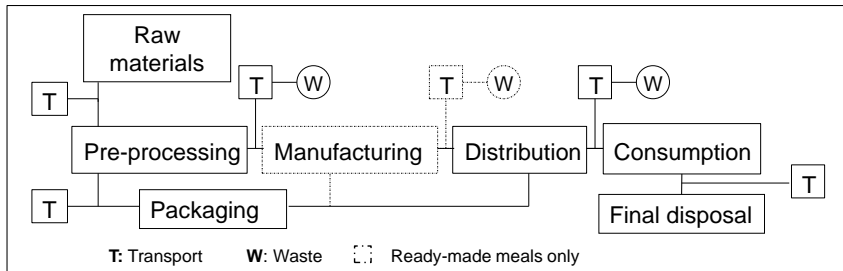 Raw
materials
T
T W
T W
T W
Pre-processing
Manufacturing
Distribution
Consumption
T
Packaging
T
Final disposal
T: Transport W: Waste Ready-made meals only